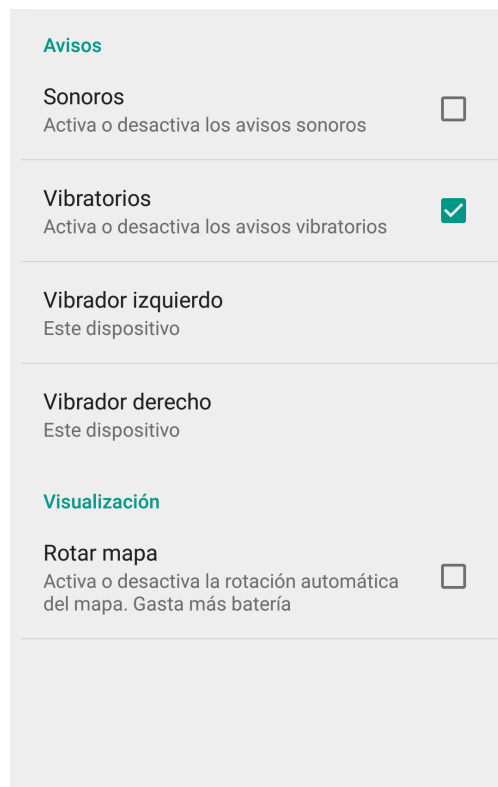 Avisos
Sonoros
Activa o desactiva los avisos sonoros
Vibratorios
Activa o desactiva los avisos vibratorios
Vibrador izquierdo
Este dispositivo
Vibrador derecho
Este dispositivo
Visualización
Rotar mapa
Activa o desactiva la rotación automática
del mapa. Gasta más batería